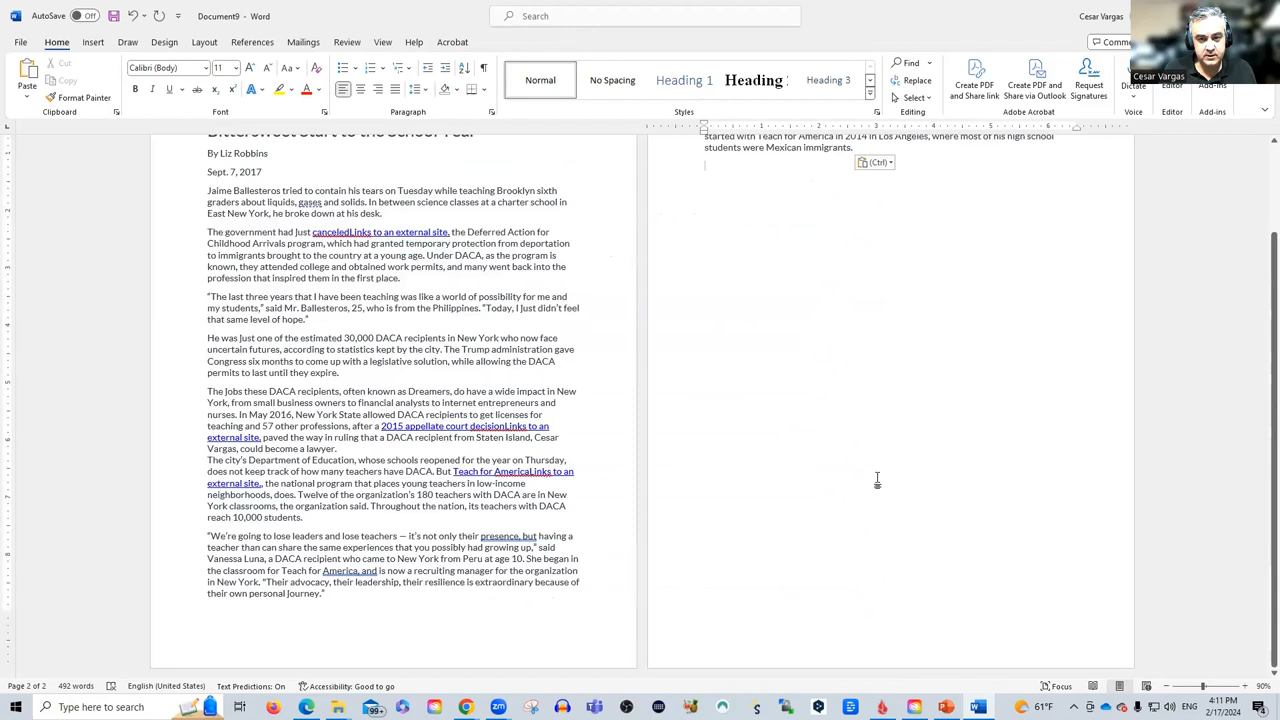 AutoSave Off Document9 - Word Search Cesar Vargas
File Home Insert Draw Design Layout References Mailings Review View Help Acrobat Comme
Cut
Copy
Paste Format Painter
Calibri (Body) 11
Normal No Spacing Heading 1 Heading Heading 3
Find
Replace
Select
Create PDF and Share link
Create PDF and Share via Outlook
Request Signatures
Dictate
Editor
Add-ins
Clipboard Font Paragraph Styles Editing Adobe Acrobat Voice Editor Add-ins
Cesar Vargas
Bittersweet Start to the School Year
By Liz Robbins
Sept. 7, 2017
Jaime Ballesteros tried to contain his tears on Tuesday while teaching Brooklyn sixth
graders about liquids, gases and solids. In between science classes at a charter school in
East New York, he broke down at his desk.
The government had just canceledLinks to an external site. the Deferred Action for
Childhood Arrivals program, which had granted temporary protection from deportation
to immigrants brought to the country at a young age. Under DACA, as the program is
known, they attended college and obtained work permits, and many went back into the
profession that inspired them in the first place.
“The last three years that I have been teaching was like a world of possibility for me and
my students,” said Mr. Ballesteros, 25, who is from the Philippines. “Today, I just didn’t feel
that same level of hope.”
He was just one of the estimated 30,000 DACA recipients in New York who now face
uncertain futures, according to statistics kept by the city. The Trump administration gave
Congress six months to come up with a legislative solution, while allowing the DACA
permits to last until they expire.
The jobs these DACA recipients, often known as Dreamers, do have a wide impact in New
York, from small business owners to financial analysts to internet entrepreneurs and
nurses. In May 2016, New York State allowed DACA recipients to get licenses for
teaching and 57 other professions, after a 2015 appellate court decisionLinks to an
external site. paved the way in ruling that a DACA recipient from Staten Island, Cesar
Vargas, could become a lawyer.
The city’s Department of Education, whose schools reopened for the year on Thursday,
does not keep track of how many teachers have DACA. But Teach for AmericaLinks to an
external site., the national program that places young teachers in low-income
neighborhoods, does. Twelve of the organization’s 180 teachers with DACA are in New
York classrooms, the organization said. Throughout the nation, its teachers with DACA
reach 10,000 students.
“We’re going to lose leaders and lose teachers — it’s not only their presence, but having a
teacher than can share the same experiences that you possibly had growing up,” said
Vanessa Luna, a DACA recipient who came to New York from Peru at age 10. She began in
the classroom for Teach for America, and is now a recruiting manager for the organization
in New York. “Their advocacy, their leadership, their resilience is extraordinary because of
their own personal journey.”
started with Teach for America in 2014 in Los Angeles, where most of his high school
students were Mexican immigrants.
(Ctrl)
Page 2 of 2 492 words English (United States) Text Predictions: On Accessibility: Good to go Focus 90%
Type here to search 99+ 61°F 4:11 PM
2/17/2024